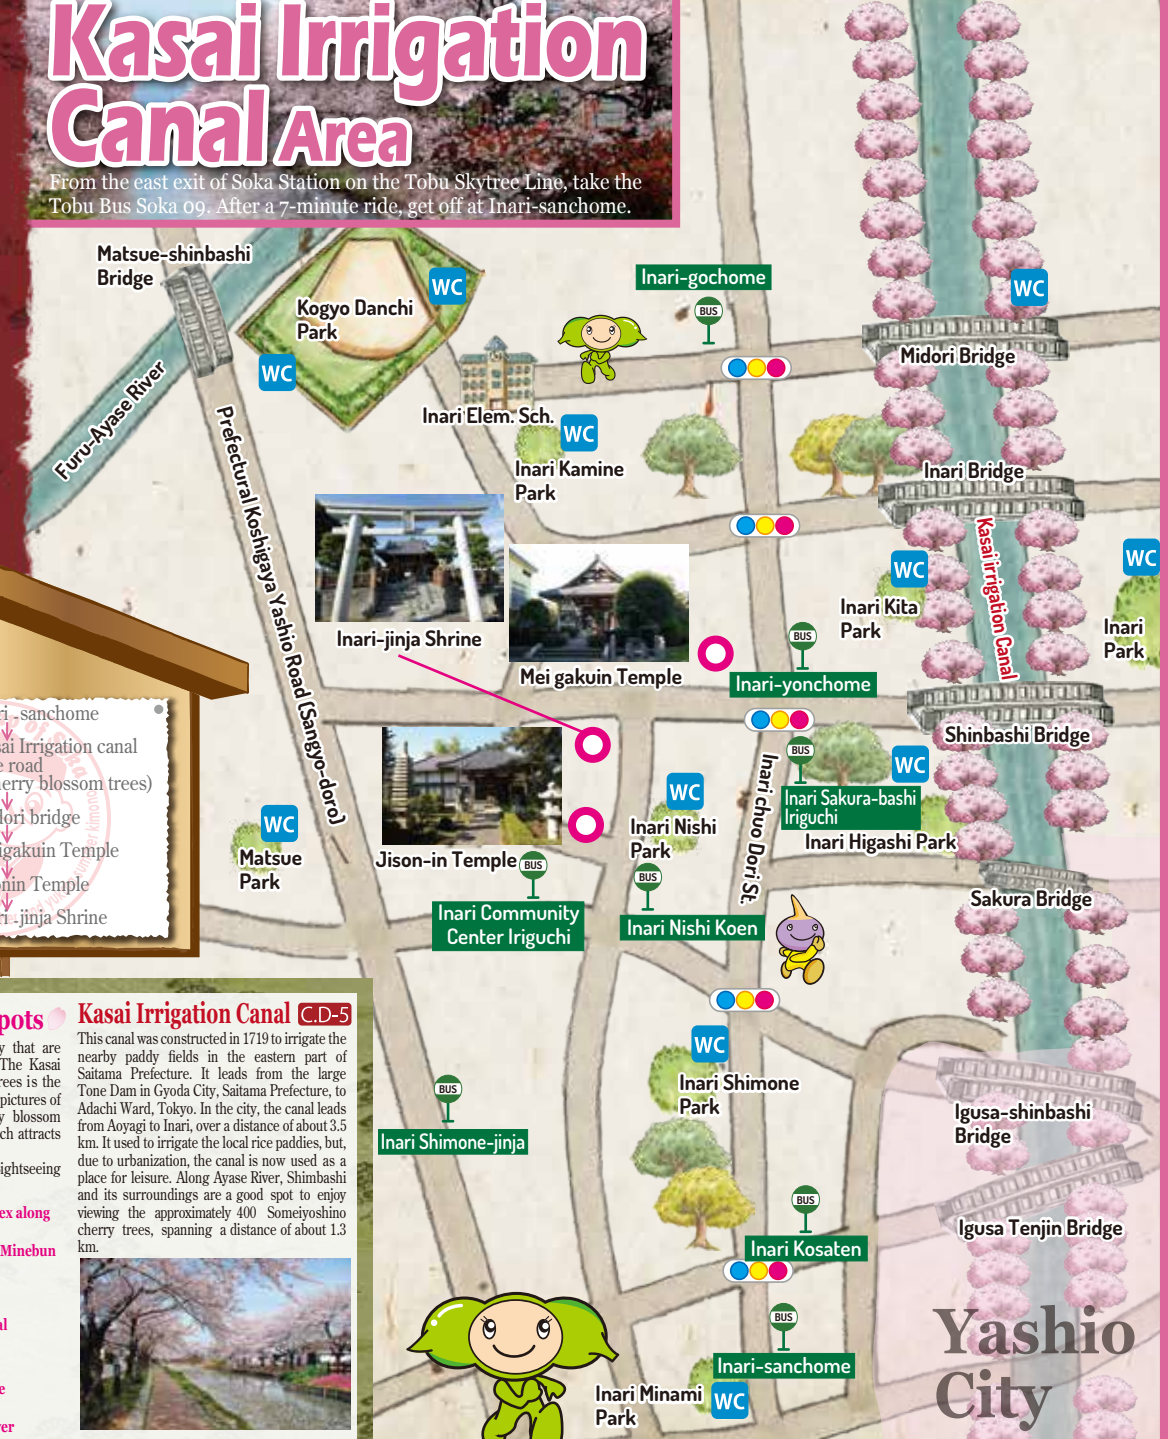 Kasai Irrigation
Canal Area
From the east exit of Soka Station on the Tobu Skytree Line, take the
Tobu Bus Soka 09. After a 7-minute ride, get off at Inari-sanchome.
Matsue-shinbashi
Bridge
Kogyo Danchi
Park
WC
WC
Furu-Ayase River
Prefectural Koshigaya Yashio Road (Sangyo-doro)
Inari Elem. Sch.
WC
Inari Kamine
Park
Inari-gochome
BUS
WC
Midori Bridge
Inari Bridge
Kasai irrigation Canal
WC
Inari Kita
Park
WC
Inari
Park
Inari-jinja Shrine
Mei gakuin Temple
BUS
Inari-yonchome
Shinbashi Bridge
BUS
Inari Sakura-bashi
Iriguchi
WC
Inari Higashi Park
Inari chuo Dori St.
Sakura Bridge
WC
Matsue
Park
Jison-in Temple
BUS
Inari Community
Center Iriguchi
WC
Inari Nishi
Park
BUS
Inari Nishi Koen
-sanchome
Irrigation canal
road
blossom trees)
bridge
Temple
Temple
-jinja Shrine
that are
The Kasai
is the
pictures of
blossom
attracts
along
Minebun
Kasai Irrigation Canal C.D-5
This canal was constructed in 1719 to irrigate the
nearby paddy fields in the eastern part of
Saitama Prefecture. It leads from the large
Tone Dam in Gyoda City, Saitama Prefecture, to
Adachi Ward, Tokyo. In the city, the canal leads
from Aoyagi to Inari, over a distance of about 3.5
km. It used to irrigate the local rice paddies, but,
due to urbanization, the canal is now used as a
place for leisure. Along Ayase River, Shimbashi
and its surroundings are a good spot to enjoy
viewing the approximately 400 Someiyoshino
cherry trees, spanning a distance of about 1.3
km.
BUS
Inari Shimone-jinja
WC
Inari Shimone
Park
Igusa-shinbashi
Bridge
Igusa Tenjin Bridge
BUS
Inari Kosaten
BUS
Inari-sanchome
Inari Minami
Park
WC
Yashio
City